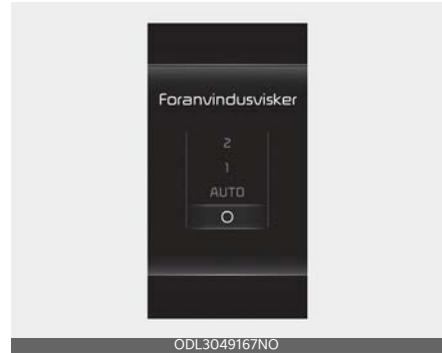 Foranvindusvisker
2
1
AUTO
O
ODL3049167NO